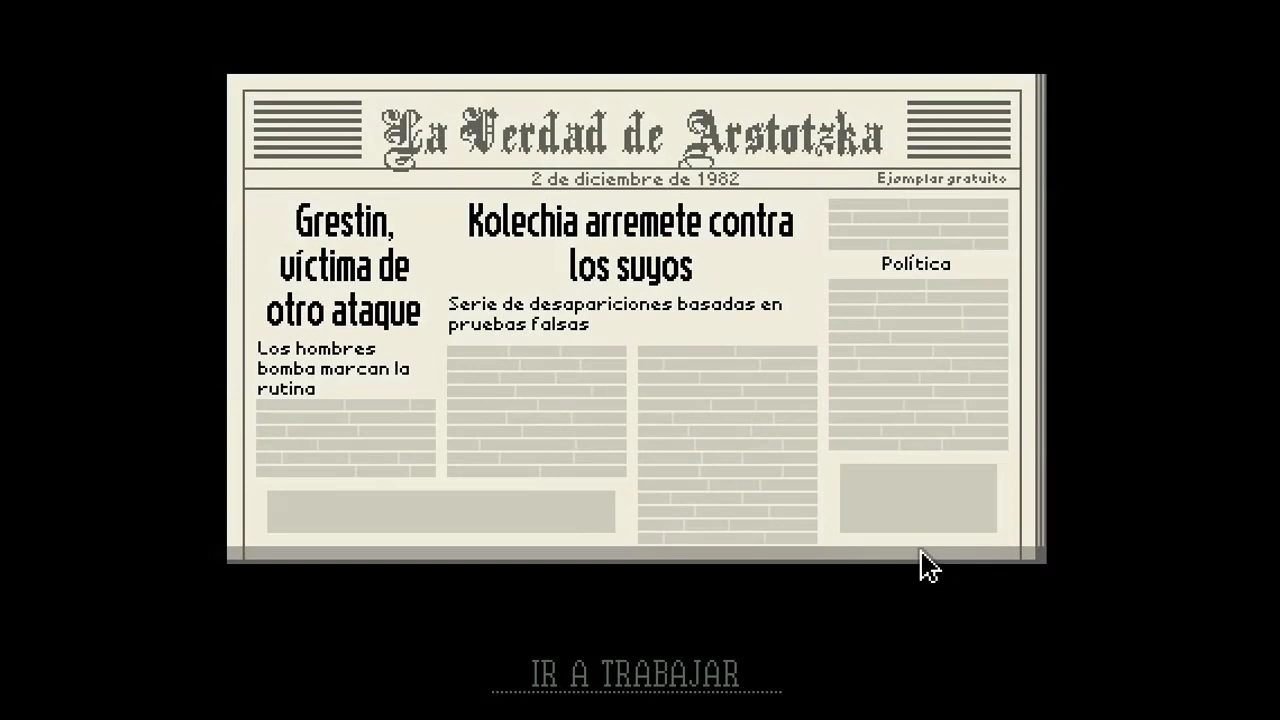 La Verdad de Arstotzka
2 de diciembre de 1982
Ejemplar gratuito
Grestin,
víctima de
otro ataque
Los hombres
bomba marcan la
rutina
Kolechia arremete contra
los suyos
Serie de desapariciones basadas en
pruebas falsas
Política
IR A TRABAJAR